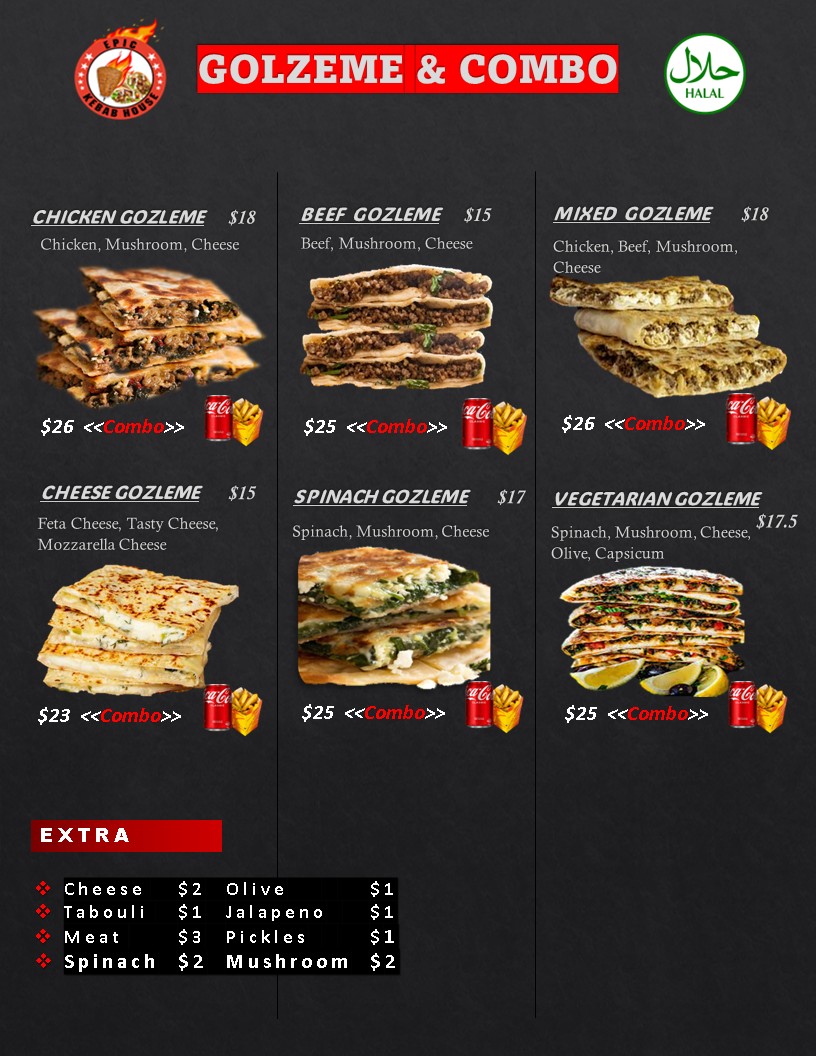 EPIC
KEBAB HOUSE
GOLZEME & COMBO
حلال
HALAL
CHICKEN GOZLEME $18
Chicken, Mushroom, Cheese
$26 <<Combo>>
BEEF GOZLEME $15
Beef, Mushroom, Cheese
$25 <<Combo>>
MIXED GOZLEME $18
Chicken, Beef, Mushroom,
Cheese
$26 <<Combo>>
CHEESE GOZLEME $15
Feta Cheese, Tasty Cheese,
Mozzarella Cheese
$23 <<Combo>>
SPINACH GOZLEME $17
Spinach, Mushroom, Cheese
$25 <<Combo>>
VEGETARIAN GOZLEME
$17.5
Spinach, Mushroom, Cheese,
Olive, Capsicum
$25 <<Combo>>
EXTRA
Cheese $2 Olive $1
Tabouli $1 Jalapeno $1
Meat $3 Pickles $1
Spinach $2 Mushroom $2